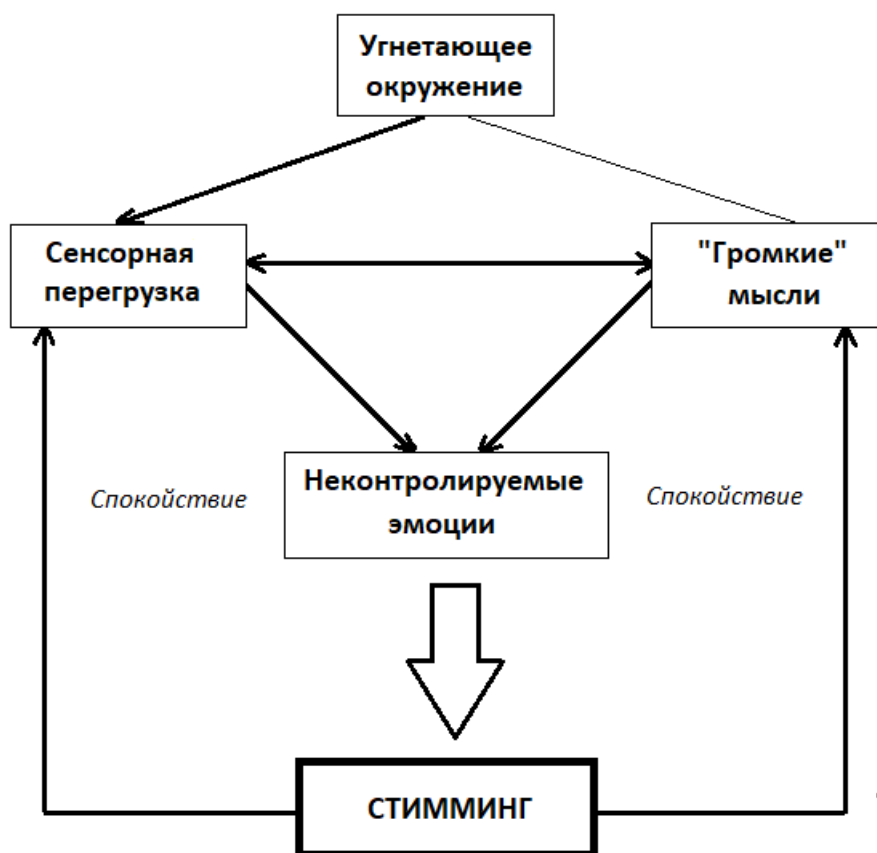 Угнетающее
окружение
Сенсорная
перегрузка
"Громкие"
мысли
Неконтролируемые
эмоции
Спокойствие
Спокойствие
СТИММИНГ